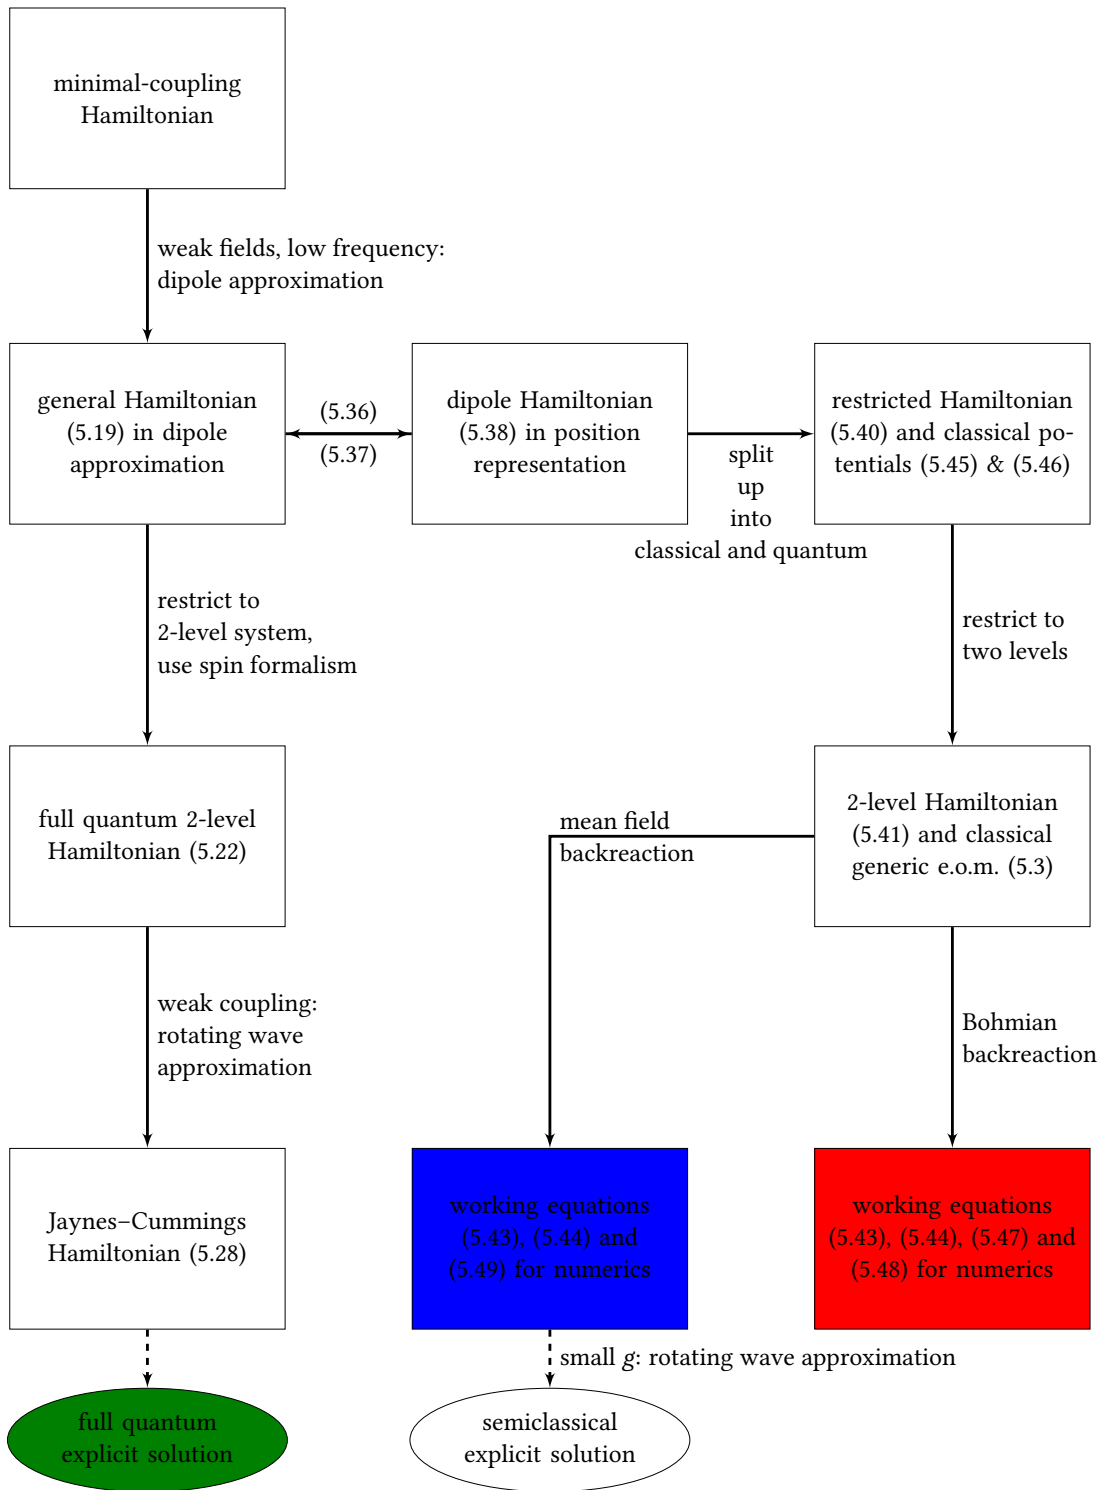 minimal-coupling
Hamiltonian
weak fields, low frequency:
dipole approximation
general Hamiltonian
(5.19) in dipole
approximation
(5.36)
(5.37)
dipole Hamiltonian
(5.38) in position
representation
split
up
into
classical and quantum
restricted Hamiltonian
(5.40) and classical po-
tentials (5.45) & (5.46)
restrict to
2-level system,
use spin formalism
restrict to
two levels
full quantum 2-level
Hamiltonian (5.22)
mean field
backreaction
2-level Hamiltonian
(5.41) and classical
generic e.o.m. (5.3)
weak coupling:
rotating wave
approximation
Bohmian
backreaction
Jaynes–Cummings
Hamiltonian (5.28)
working equations
(5.43), (5.44) and
(5.49) for numerics
working equations
(5.43), (5.44), (5.47) and
(5.48) for numerics
small g: rotating wave approximation
full quantum
explicit solution
semiclassical
explicit solution